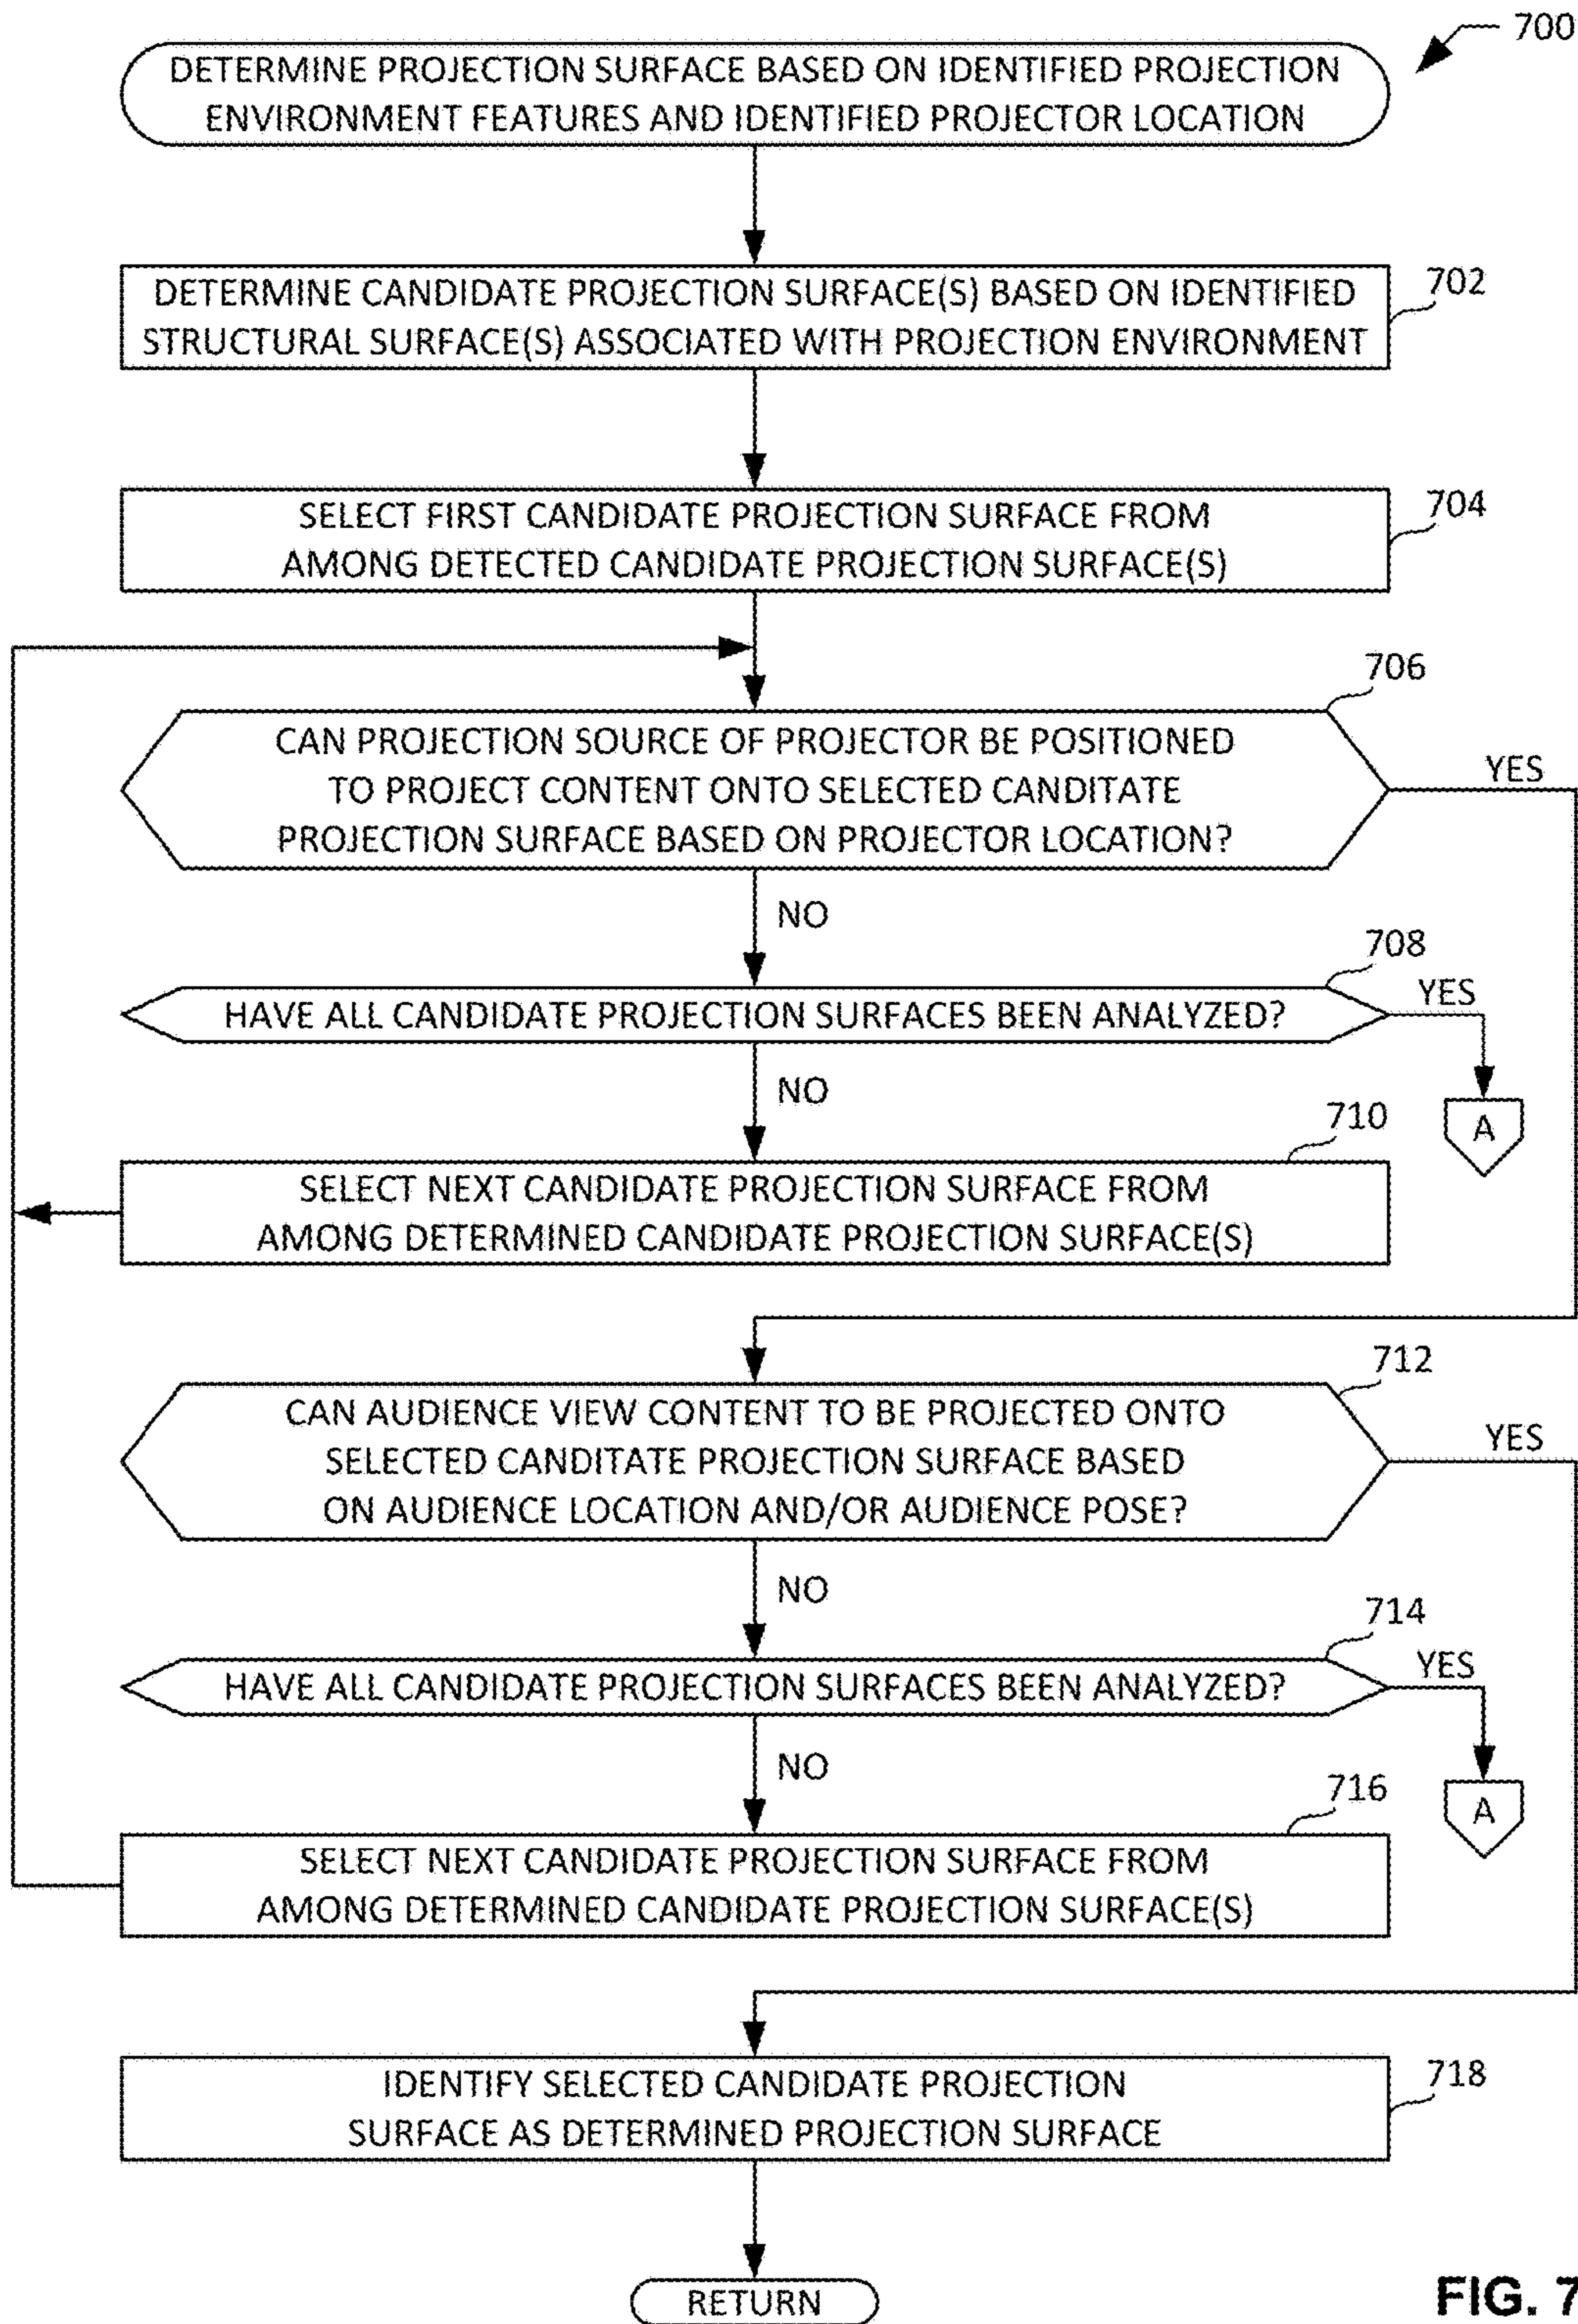 700
DETERMINE PROJECTION SURFACE BASED ON IDENTIFIED PROJECTION
ENVIRONMENT FEATURES AND IDENTIFIED PROJECTOR LOCATION
DETERMINE CANDIDATE PROJECTION SURFACE(S) BASED ON IDENTIFIED
STRUCTURAL SURFACE(S) ASSOCIATED WITH PROJECTION ENVIRONMENT
702
SELECT FIRST CANDIDATE PROJECTION SURFACE FROM
AMONG DETECTED CANDIDATE PROJECTION SURFACE(S)
704
706
CAN PROJECTION SOURCE OF PROJECTOR BE POSITIONED
TO PROJECT CONTENT ONTO SELECTED CANDITATE
PROJECTION SURFACE BASED ON PROJECTOR LOCATION?
YES
NO
708
HAVE ALL CANDIDATE PROJECTION SURFACES BEEN ANALYZED?
YES
A
NO
710
SELECT NEXT CANDIDATE PROJECTION SURFACE FROM
AMONG DETERMINED CANDIDATE PROJECTION SURFACE(S)
712
CAN AUDIENCE VIEW CONTENT TO BE PROJECTED ONTO
SELECTED CANDITATE PROJECTION SURFACE BASED
ON AUDIENCE LOCATION AND/OR AUDIENCE POSE?
YES
NO
714
HAVE ALL CANDIDATE PROJECTION SURFACES BEEN ANALYZED?
YES
A
NO
716
SELECT NEXT CANDIDATE PROJECTION SURFACE FROM
AMONG DETERMINED CANDIDATE PROJECTION SURFACE(S)
IDENTIFY SELECTED CANDIDATE PROJECTION
SURFACE AS DETERMINED PROJECTION SURFACE
718
RETURN
FIG. 7